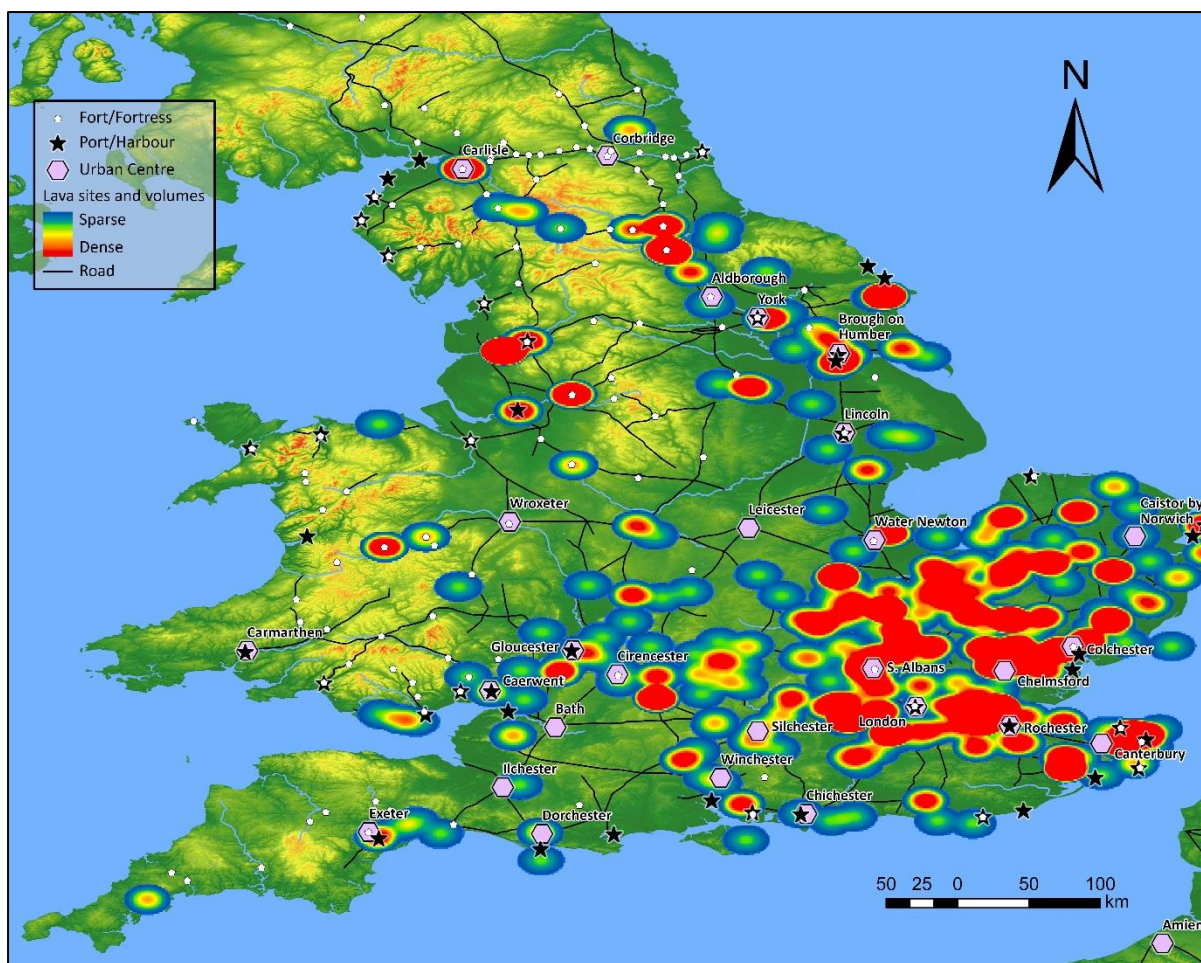 N
Fort/Fortress
Port/Harbour
Urban Centre
Lava sites and volumes
Sparse
Dense
Road
Carlisle
Corbridge
Aldborough
York
Brough on
Humber
Lincoln
Wroxeter
Leicester
Water Newton
Caistor by
Norwich
Carmarthen
Gloucester
Cirencester
S. Albans
Colchester
Chelmsford
Caerwent
Bath
Silchester
London
Rochester
Canterbury
Winchester
Ilchester
Chichester
Exeter
Dorchester
50 25 0 50 100
km
Amien